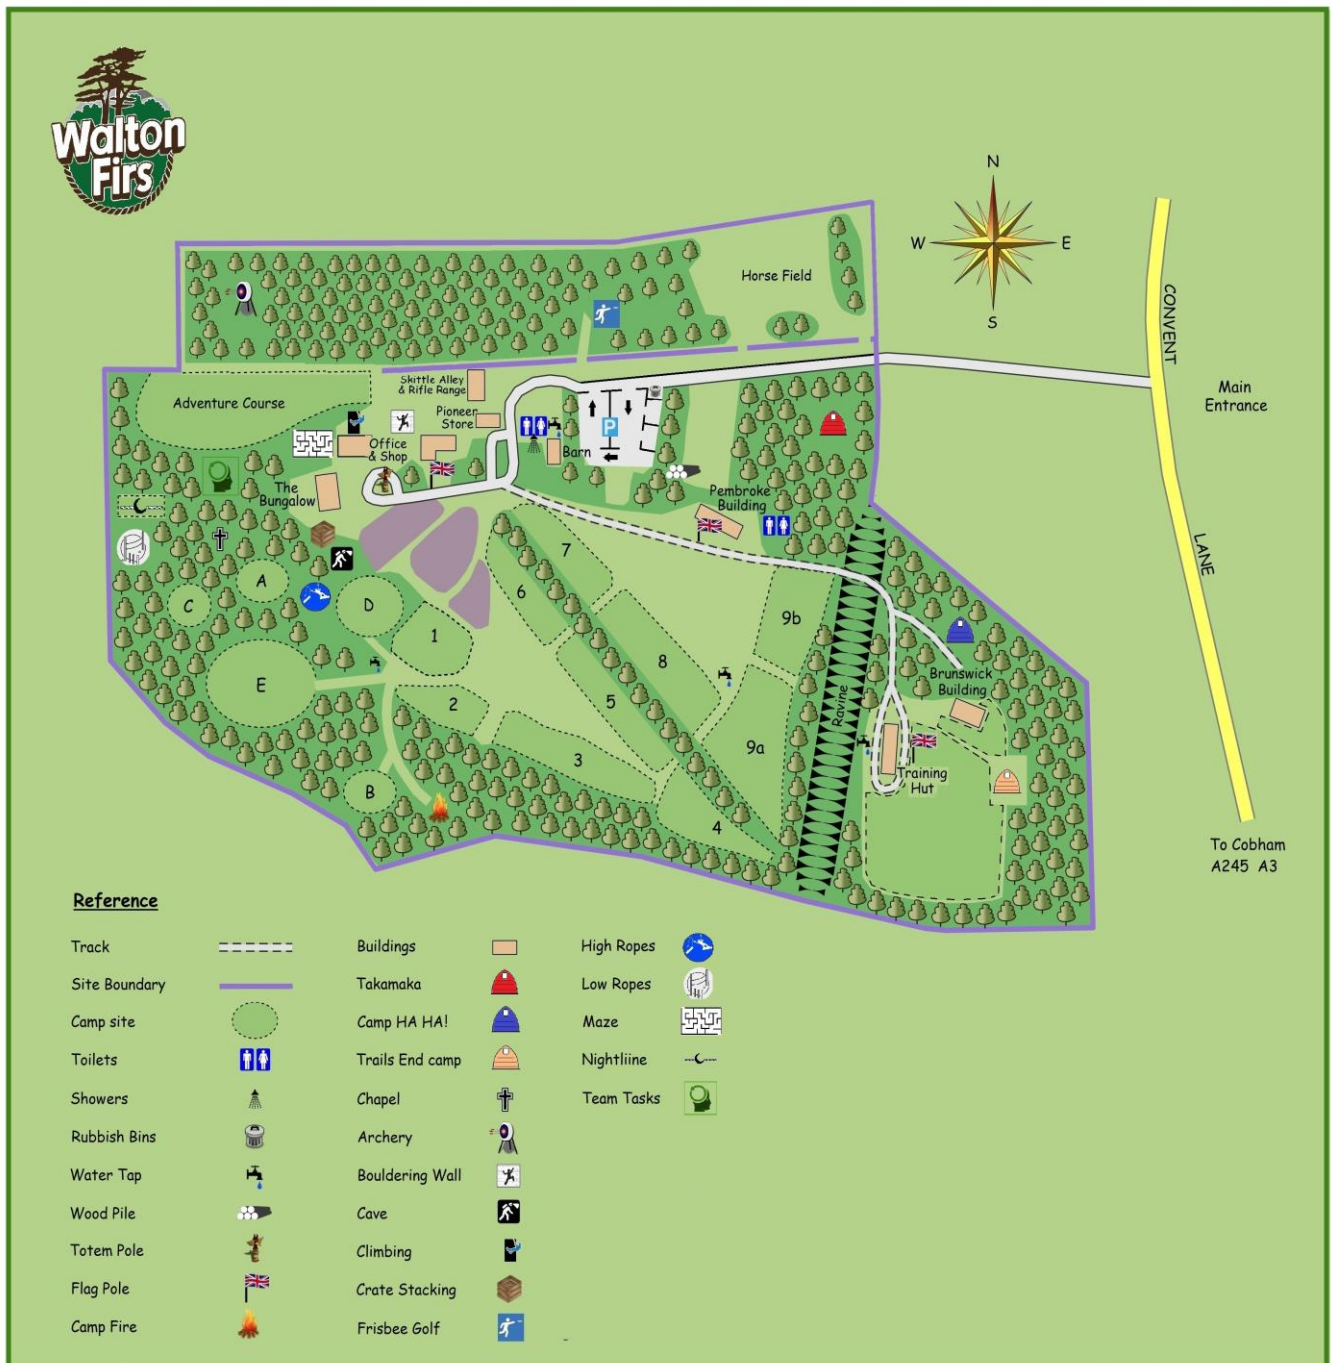 Walton
Firs
N
W
E
S
Horse Field
CONVENT
LANE
Main
Entrance
Skittle Alley
& Rifle Range
Adventure Course
Pioneer
Store
Office
& Shop
P
Barn
The
Bungalow
Pembroke
Building
7
A
C
D
6
9b
1
8
E
Brunswick
Building
2
5
Ravine
9a
3
Training
Hut
B
4
To Cobham
A245 A3
Reference
Track
Buildings
High Ropes
Site Boundary
Takamaka
Low Ropes
Camp site
Camp HA HA!
Maze
Toilets
Trails End camp
Nightliine
Showers
Chapel
Team Tasks
Rubbish Bins
Archery
Water Tap
Bouldering Wall
Wood Pile
Cave
Totem Pole
Climbing
Flag Pole
Crate Stacking
Camp Fire
Frisbee Golf